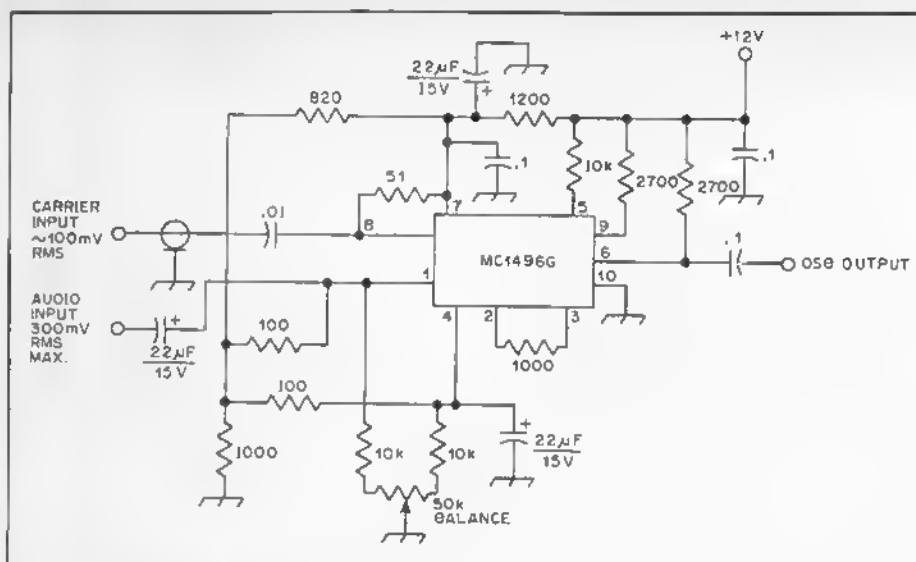 +12V
22µF
15V
820
1200
.1
10k
2700
2700
.1
51
CARRIER
INPUT
~100mV
RMS
.01
7
5
8
9
MC1496G
6
.1
DSB OUTPUT
1
10
AUDIO
INPUT
300mV
RMS
MAX.
4
2
3
22µF
15V
100
1000
100
1000
10k
10k
22µF
15V
50k
BALANCE